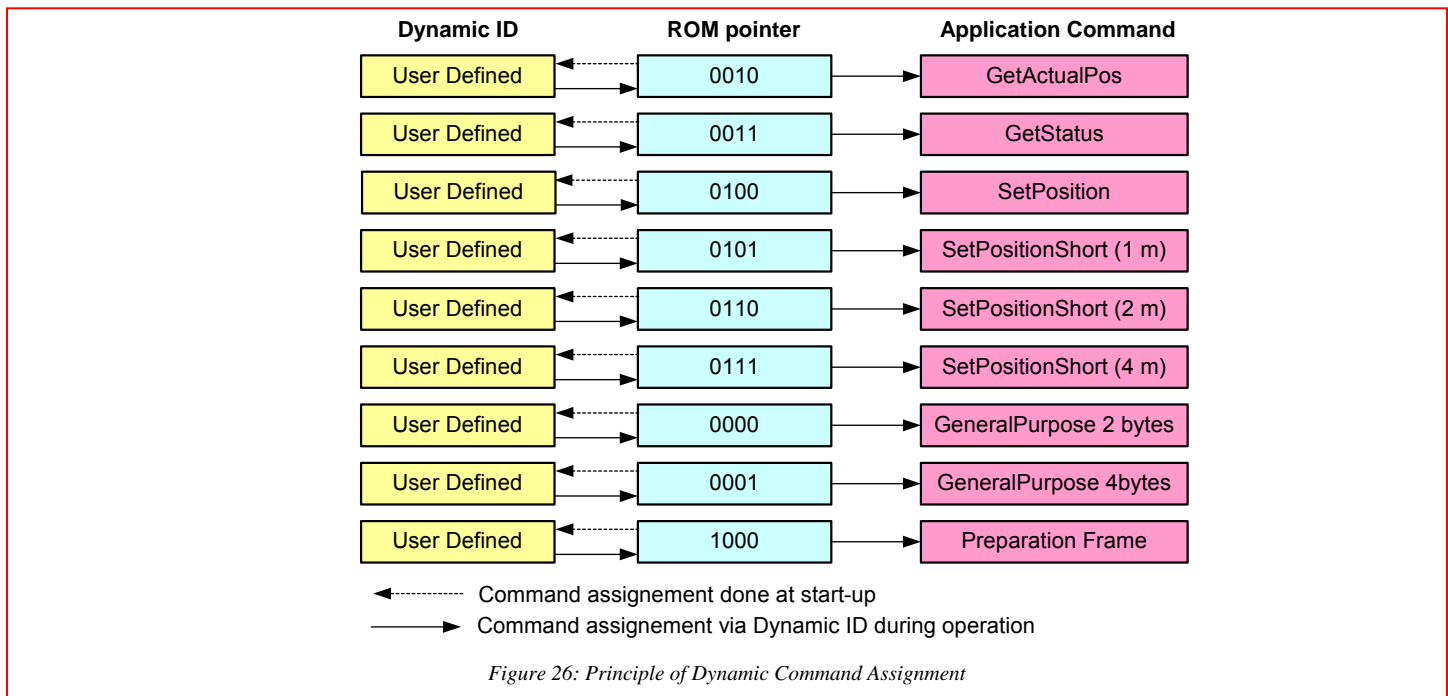 Dynamic ID ROM pointer Application Command
User Defined 0010 GetActualPos
User Defined 0011 GetStatus
User Defined 0100 SetPosition
User Defined 0101 SetPositionShort (1 m)
User Defined 0110 SetPositionShort (2 m)
User Defined 0111 SetPositionShort (4 m)
User Defined 0000 GeneralPurpose 2 bytes
User Defined 0001 GeneralPurpose 4bytes
User Defined 1000 Preparation Frame
Command assignement done at start-up
Command assignement via Dynamic ID during operation
Figure 26: Principle of Dynamic Command Assignment